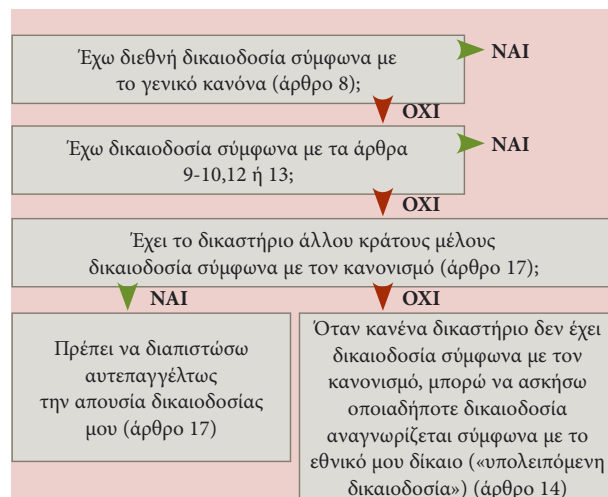 Έχω διεθνή δικαιοδοσία σύμφωνα με
το γενικό κανόνα (άρθρο 8);
ΝΑΙ
ΟΧΙ
Έχω δικαιοδοσία σύμφωνα με τα άρθρα
9-10,12 ή 13;
ΝΑΙ
ΟΧΙ
Έχει το δικαστήριο άλλου κράτους μέλους
δικαιοδοσία σύμφωνα με τον κανονισμό (άρθρο 17);
ΝΑΙ
ΟΧΙ
Πρέπει να διαπιστώσω
αυτεπαγγέλτως
την απουσία δικαιοδοσίας
μου (άρθρο 17)
Όταν κανένα δικαστήριο δεν έχει
δικαιοδοσία σύμφωνα με τον
κανονισμό, μπορώ να ασκήσω
οποιαδήποτε δικαιοδοσία
αναγνωρίζεται σύμφωνα με το
εθνικό μου δίκαιο («υπολειπόμενη
δικαιοδοσία») (άρθρο 14)